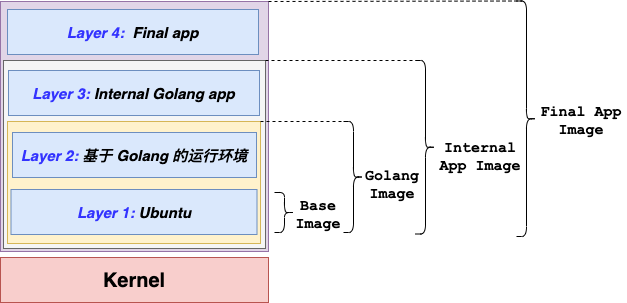 Layer 4: Final app
Layer 3: Internal Golang app
Layer 2: 基于 Golang 的运行环境
Layer 1: Ubuntu
Kernel
Base
Image
Golang
Image
Internal
App Image
Final App
Image